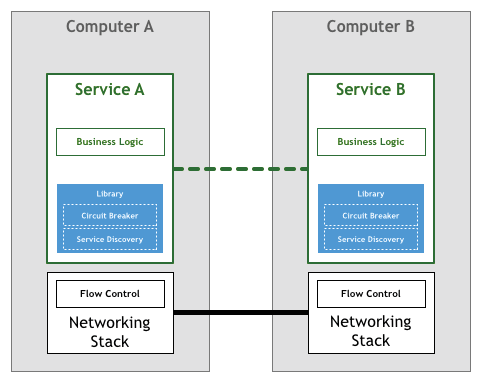 Computer A
Service A
Business Logic
Library
Circuit Breaker
Service Discovery
Flow Control
Networking
Stack
Computer B
Service B
Business Logic
Library
Circuit Breaker
Service Discovery
Flow Control
Networking
Stack